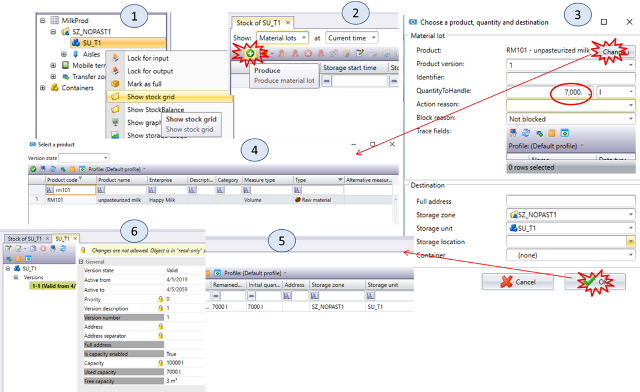 1
MilkProd
SZ_NOPAST1
SU_T1
Aisles
Mobile term
Transfer zon
Containers
Lock for input
Lock for output
Mark as full
Show stock grid
Show StockBalance
Show grap
Show storage
Show stock grid
Show stock grid
2
Stock of SU_T1
Show: Material lots at Current time
Produce
Produce material lot
Storage start time
Storage
3
Choose a product, quantity and destination
Material lot
Product: RM101 - unpasteurized milk Change
Product version: 1
Identifier:
QuantityToHandle: 7,000. l
Action reason:
Block reason: Not blocked
Trace fields:
Profile: (Default profile)
Name Data type
0 rows selected
Destination
Full address
Storage zone SZ_NOPAST1
Storage unit SU_T1
Storage location
Container (none)
Cancel
OK
4
Select a product
Version state
Profile: (Default profile)
Product code Product name Enterprise Descripti... Category Measure type Type Alternative measur...
rm101
1 RM101 unpasteurized milk Happy Milk Volume Raw material
5
Profile: (Default profile)
Remained... Initial quan... Address Storage zone Storage unit
7000 l 7000 l SZ_NOPAST1 SU_T1
6
Stock of SU_T1 SU_T1
Changes are not allowed. Object is in "read-only" s
SU_T1
Versions
1-1 (Valid from 4/
General
Version state Valid
Active from 4/5/2019
Active to 4/5/2059
Priority 0
Version description 1
Version number 1
Address
Address separator
Full address
Is capacity enabled True
Capacity 10000 l
Used capacity 7000 l
Free capacity 3 m³